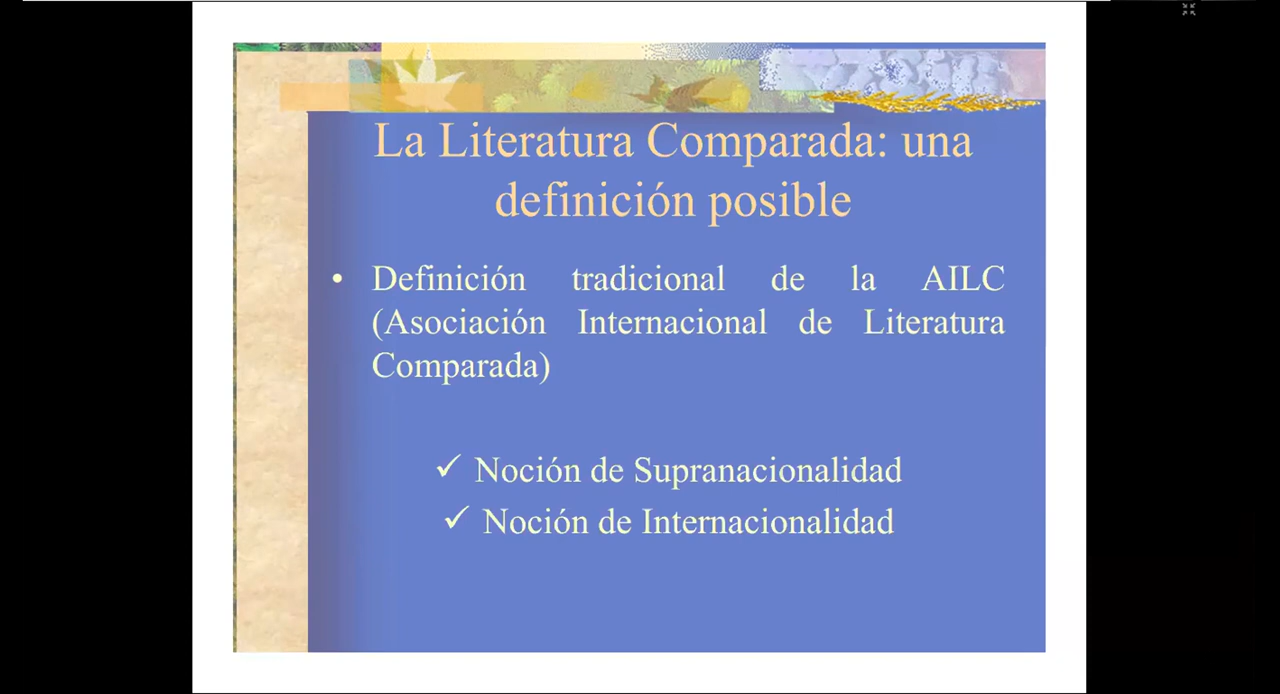 La Literatura Comparada: una
definición posible
• Definición tradicional de la AILC
(Asociación Internacional de Literatura
Comparada)
✓ Noción de Supranacionalidad
✓ Noción de Internacionalidad